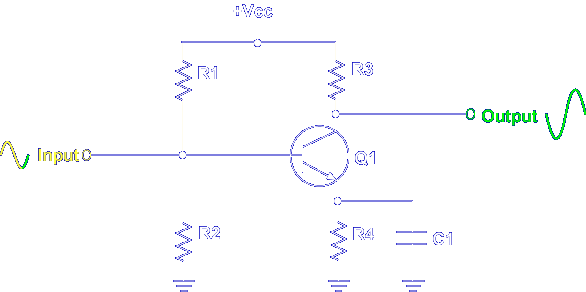 +Vcc
R1
R3
Input
Output
Q1
R2
R4
C1